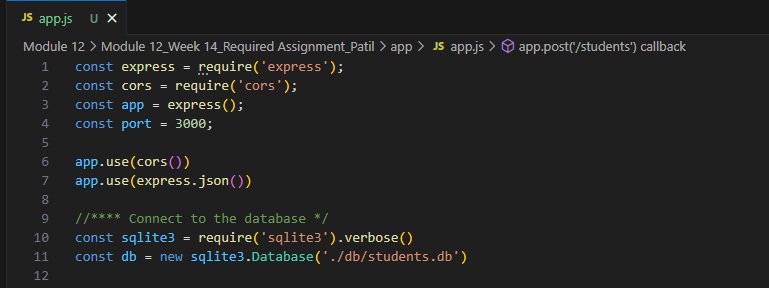 JS app.js U ×
Module 12 > Module 12_Week 14_Required Assignment_Patil > app > JS app.js > app.post('/students') callback
1 const express = require('express');
2 const cors = require('cors');
3 const app = express();
4 const port = 3000;
5
6 app.use(cors())
7 app.use(express.json())
8
9 //**** Connect to the database */
10 const sqlite3 = require('sqlite3').verbose()
11 const db = new sqlite3.Database('./db/students.db')
12